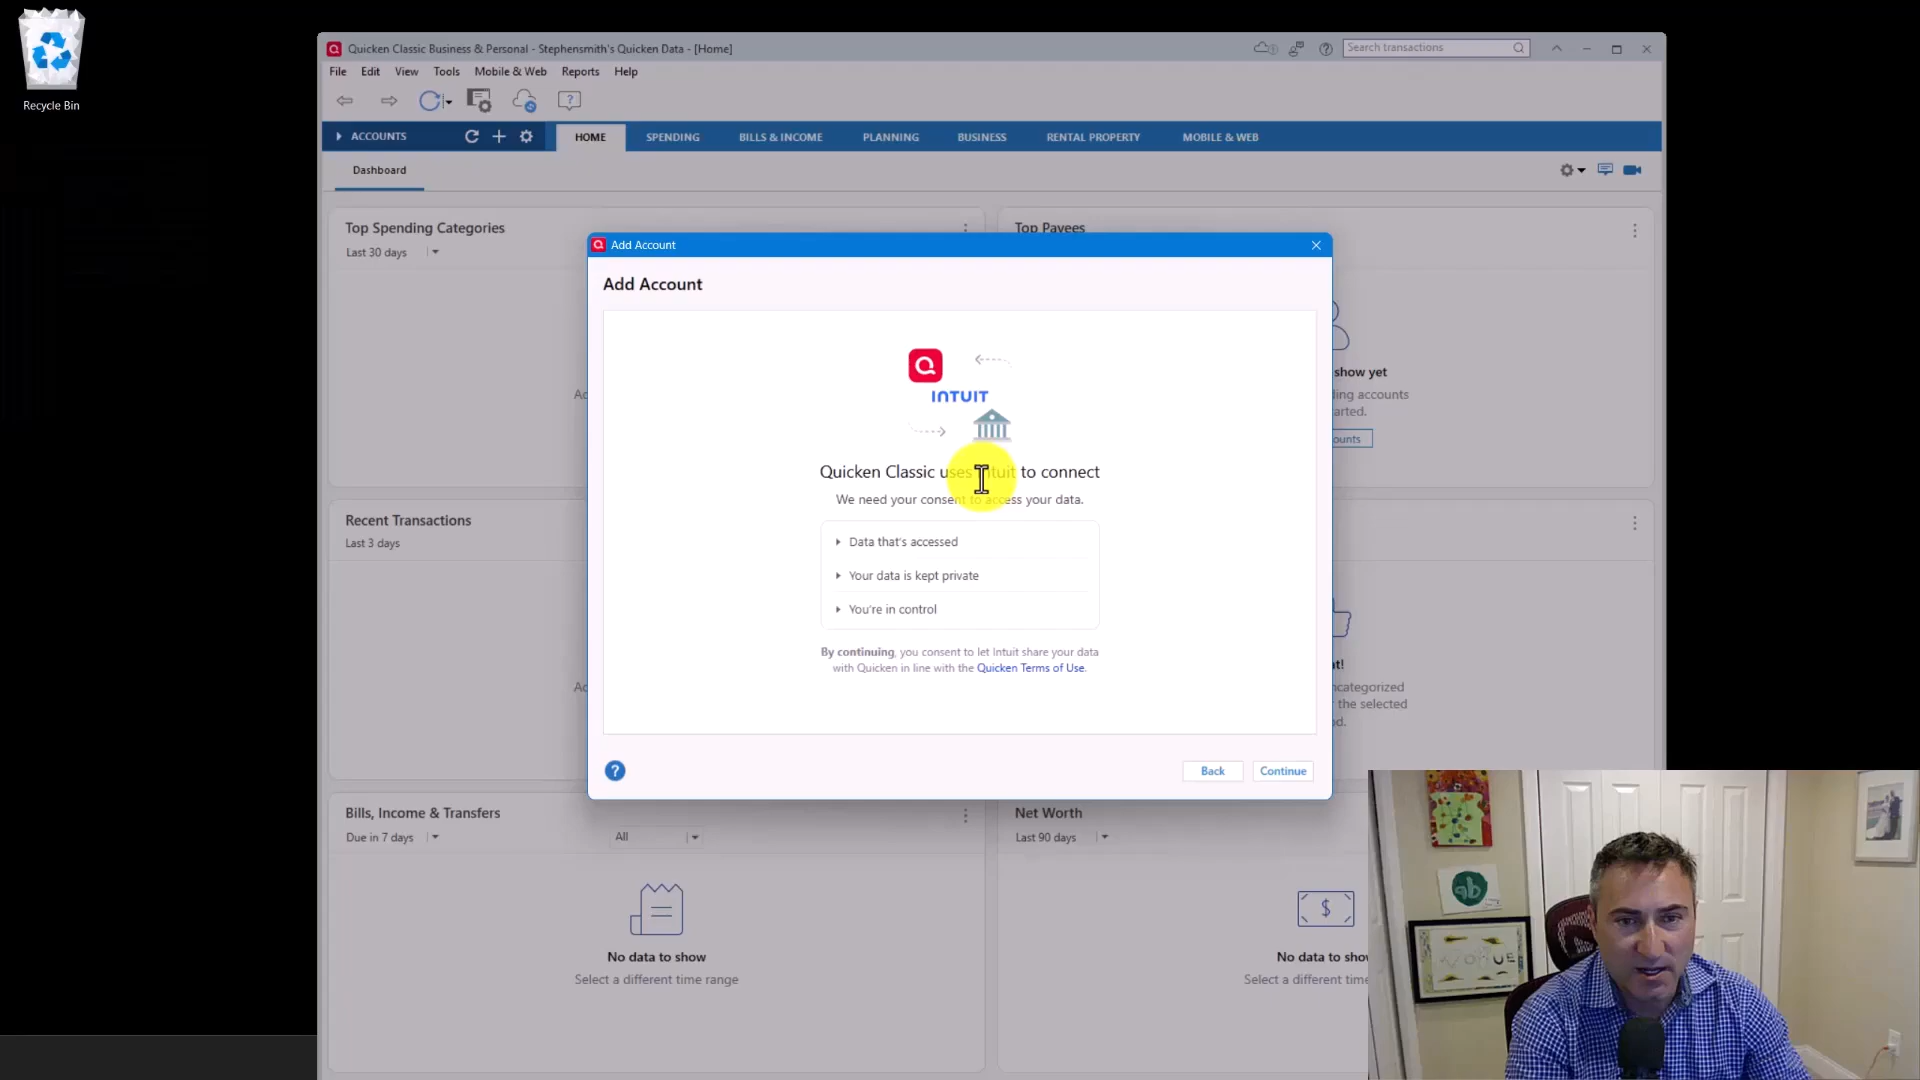 Recycle Bin
Quicken Classic Business & Personal - Stephensmith's Quicken Data - [Home]
Search transactions
File Edit View Tools Mobile & Web Reports Help
ACCOUNTS
HOME SPENDING BILLS & INCOME PLANNING BUSINESS RENTAL PROPERTY MOBILE & WEB
Dashboard
Top Spending Categories
Last 30 days
Top Payees
Add Account
Add Account
INTUIT
Quicken Classic uses Intuit to connect
We need your consent to access your data.
Data that's accessed
Your data is kept private
You're in control
By continuing, you consent to let Intuit share your data
with Quicken in line with the Quicken Terms of Use.
Back Continue
show yet
accounts
Recent Transactions
Last 3 days
the selected
Bills, Income & Transfers
Due in 7 days
All
No data to show
Select a different time range
Net Worth
Last 90 days
$
No data to show
Select a different time
qb